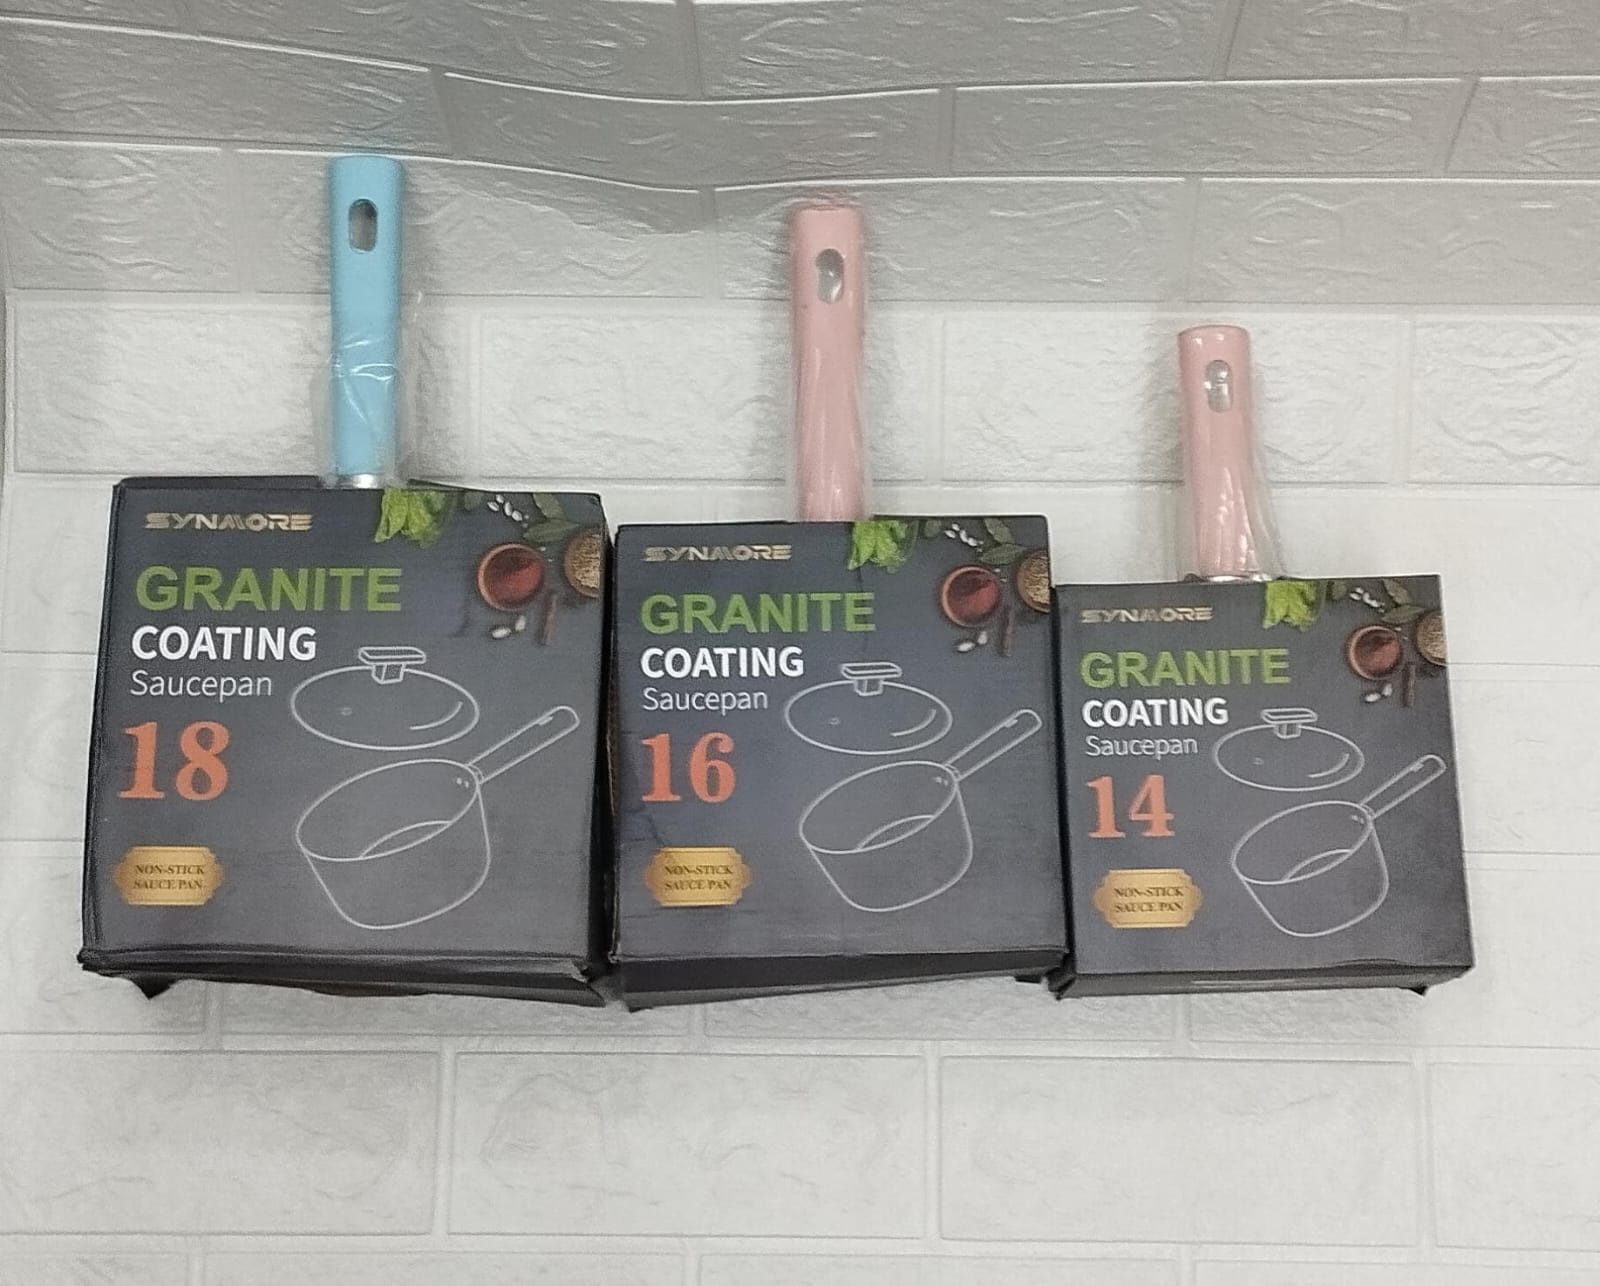 SYNMORE
GRANITE
COATING
Saucepan
18
NON-STICK
SAUCE PAN
SYNMORE
GRANITE
COATING
Saucepan
16
NON-STICK
SAUCE PAN
SYNMORE
GRANITE
COATING
Saucepan
14
NON-STICK
SAUCE PAN